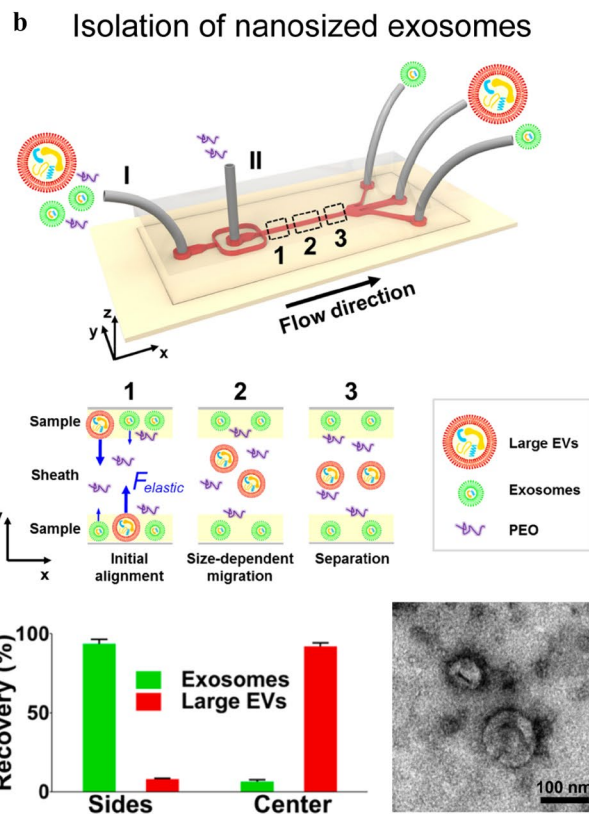 b Isolation of nanosized exosomes
I
II
1
2
3
Flow direction
z
y
x
1 2 3
Sample
Sheath
Sample
F elastic
x
Initial alignment
Size-dependent migration
Separation
Large EVs
Exosomes
PEO
Recovery (%)
100
50
0
Exosomes
Large EVs
Sides Center
100 nm